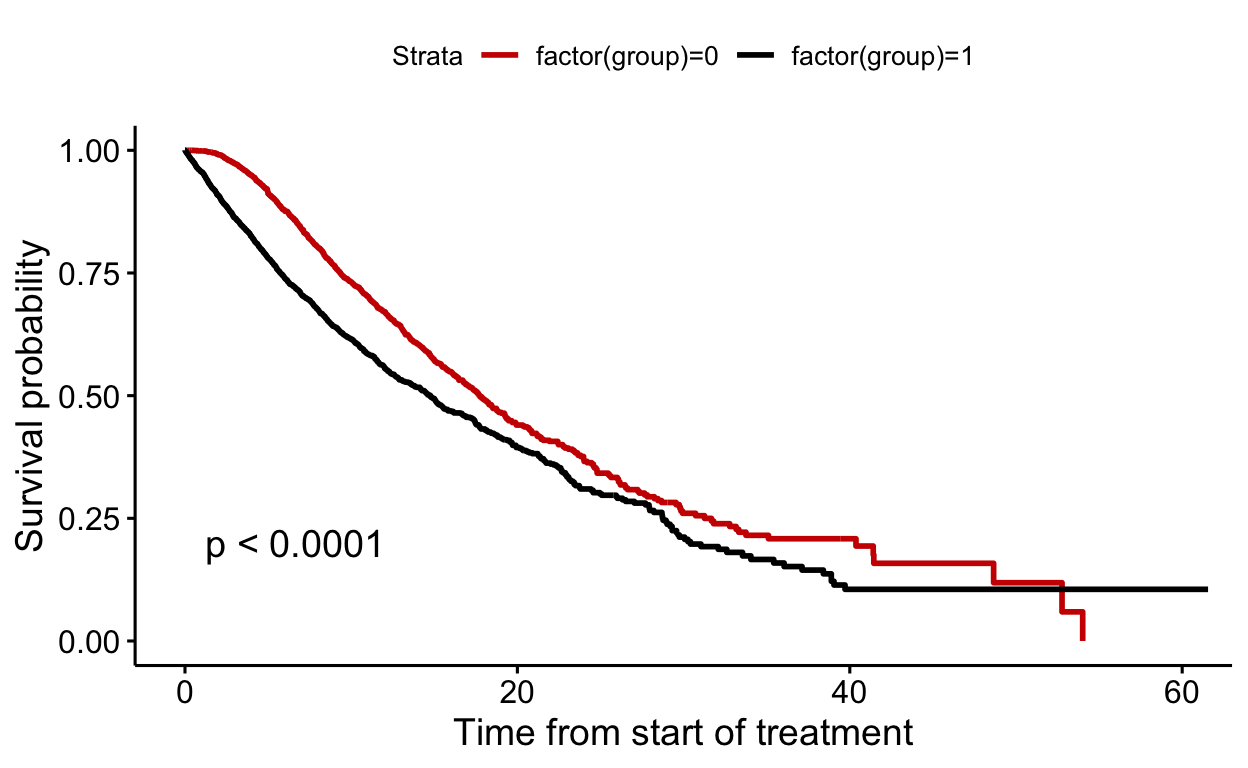 Strata factor(group)=0 factor(group)=1
1.00
0.75
0.50
0.25
0.00
Survival probability
p < 0.0001
0 20 40 60
Time from start of treatment